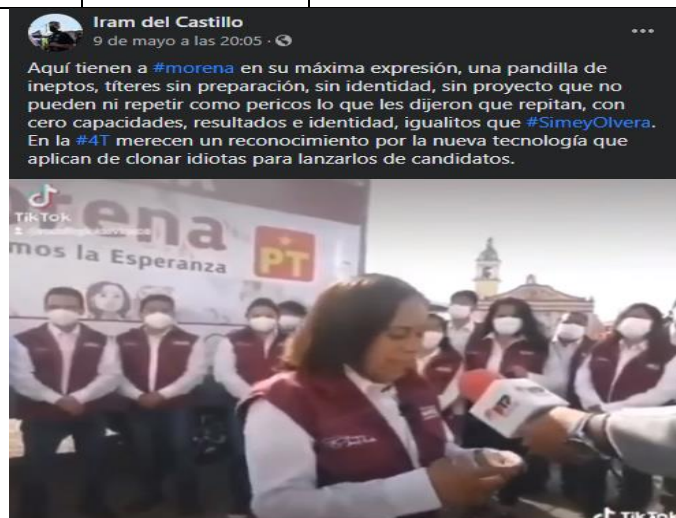 Iram del Castillo
9 de mayo a las 20:05 ·
Aquí tienen a #morena en su máxima expresión, una pandilla de
ineptos, títeres sin preparación, sin identidad, sin proyecto que no
pueden ni repetir como pericos lo que les dijeron que repitan, con
cero capacidades, resultados e identidad, igualitos que #SimeyOlvera.
En la #4T merecen un reconocimiento por la nueva tecnología que
aplican de clonar idiotas para lanzarlos de candidatos.
TikTok
rena
mos la Esperanza
PT
TikTok